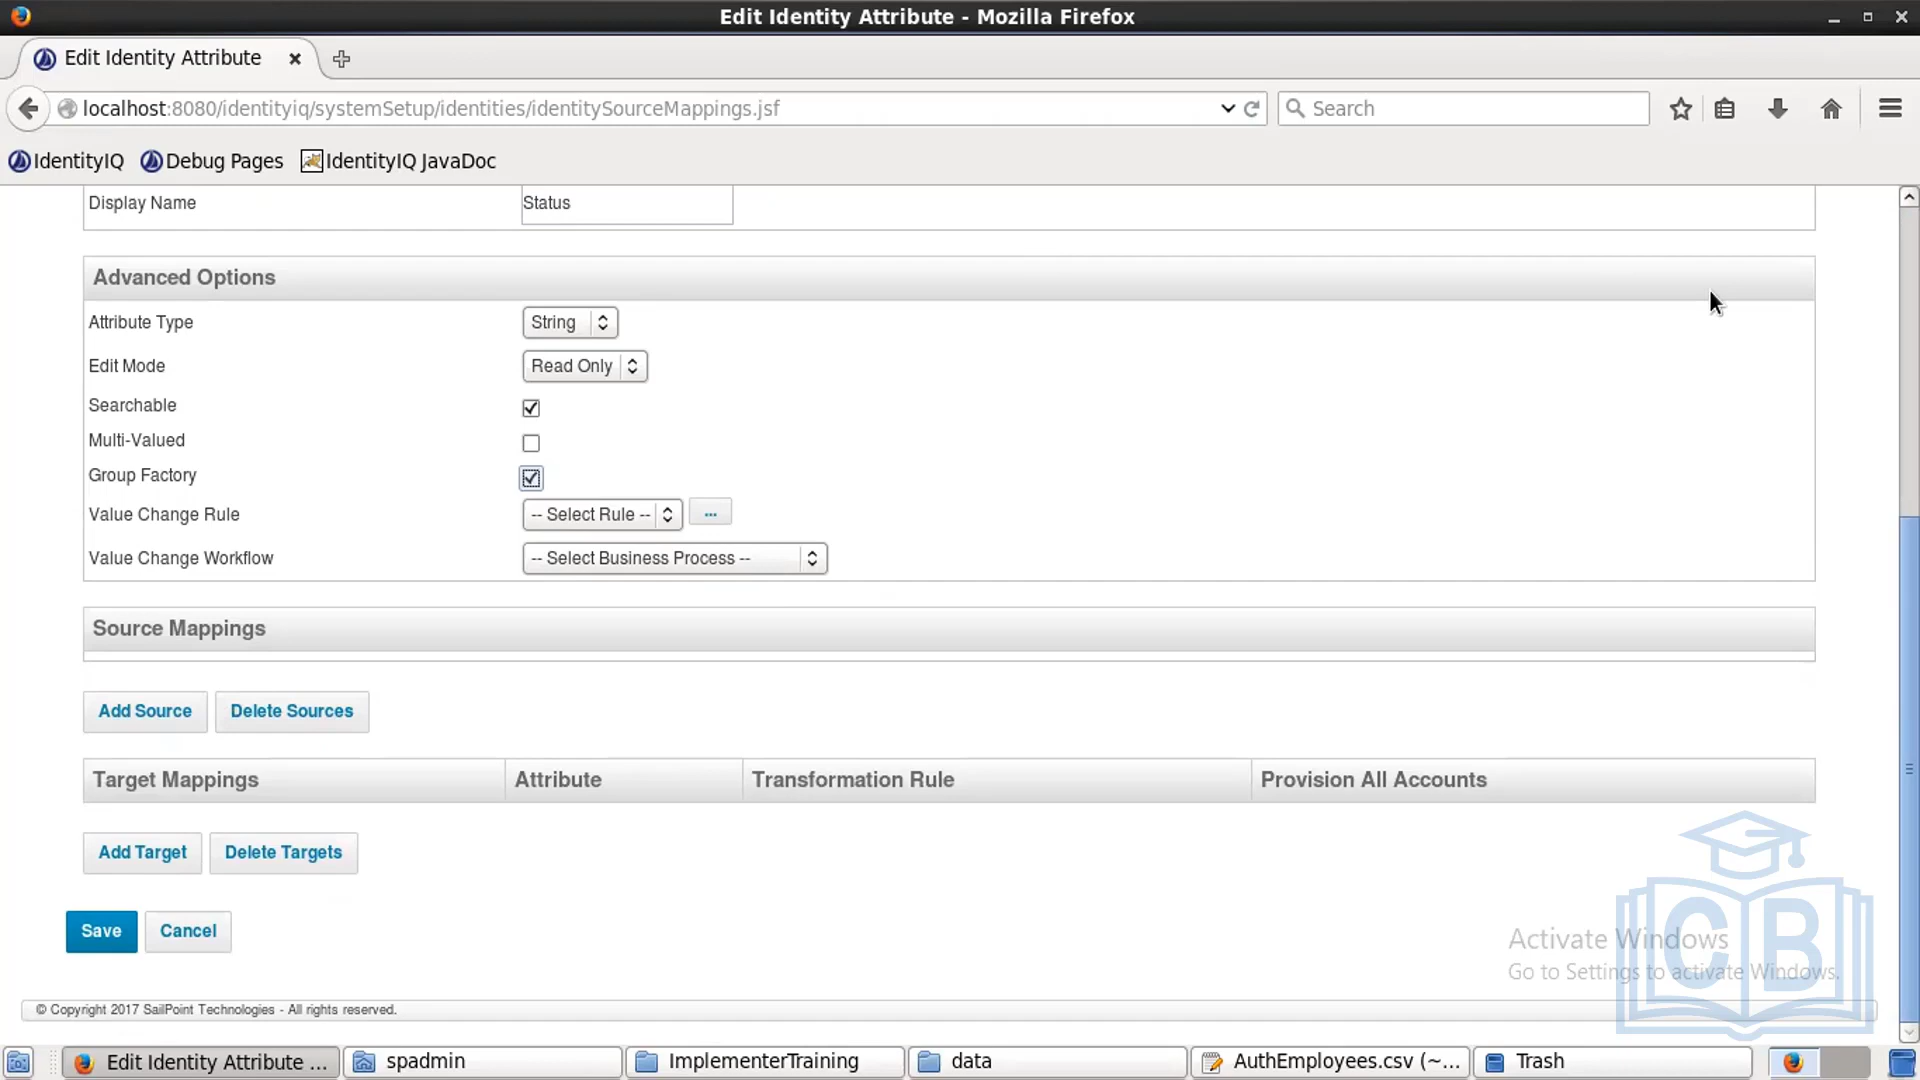 Edit Identity Attribute - Mozilla Firefox
Edit Identity Attribute
localhost:8080/identityiq/systemSetup/identities/identitySourceMappings.jsf
Search
IdentityIQ Debug Pages IdentityIQ JavaDoc
Display Name Status
Advanced Options
Attribute Type String
Edit Mode Read Only
Searchable
Multi-Valued
Group Factory
Value Change Rule -- Select Rule -- ...
Value Change Workflow -- Select Business Process --
Source Mappings
Add Source Delete Sources
Target Mappings Attribute Transformation Rule Provision All Accounts
Add Target Delete Targets
Save Cancel
CB
Activate Windows
Go to Settings to activate Windows.
© Copyright 2017 SailPoint Technologies - All rights reserved.
Edit Identity Attribute ... spadmin ImplementerTraining data AuthEmployees.csv (~... Trash